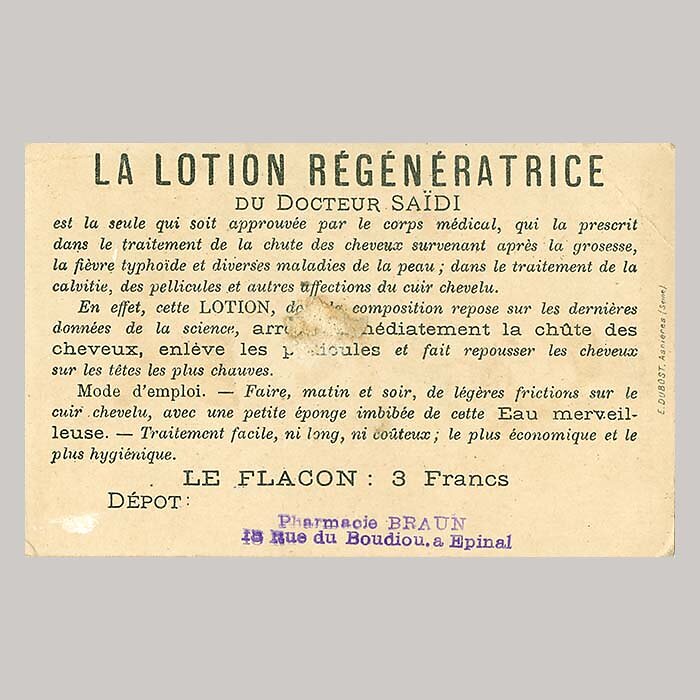 LA LOTION RÉGÉNÉRATRICE
DU DOCTEUR SAÏDI
est la seule qui soit approuvée par le corps médical, qui la prescrit
dans le traitement de la chute des cheveux survenant après la grosesse,
la fièvre typhoïde et diverses maladies de la peau; dans le traitement de la
calvitie, des pellicules et autres affections du cuir chevelu.
En effet, cette LOTION, composition repose sur les dernières
données de la science, la chûte des
cheveux, enlève les et fait repousser les cheveux
sur les têtes les plus chauves.
Mode d'emploi. — Faire, matin et soir, de légères frictions sur le
cuir chevelu, avec une petite éponge imbibée de cette Eau merveil-
leuse. — Traitement facile, ni long, ni coûteux; le plus économique et le
plus hygiénique.
LE FLACON : 3 Francs
DÉPOT:
Pharmacie BRAUN
Rue du Boudiou. a Epinal
E. DUBOST, Asnières (Seine)